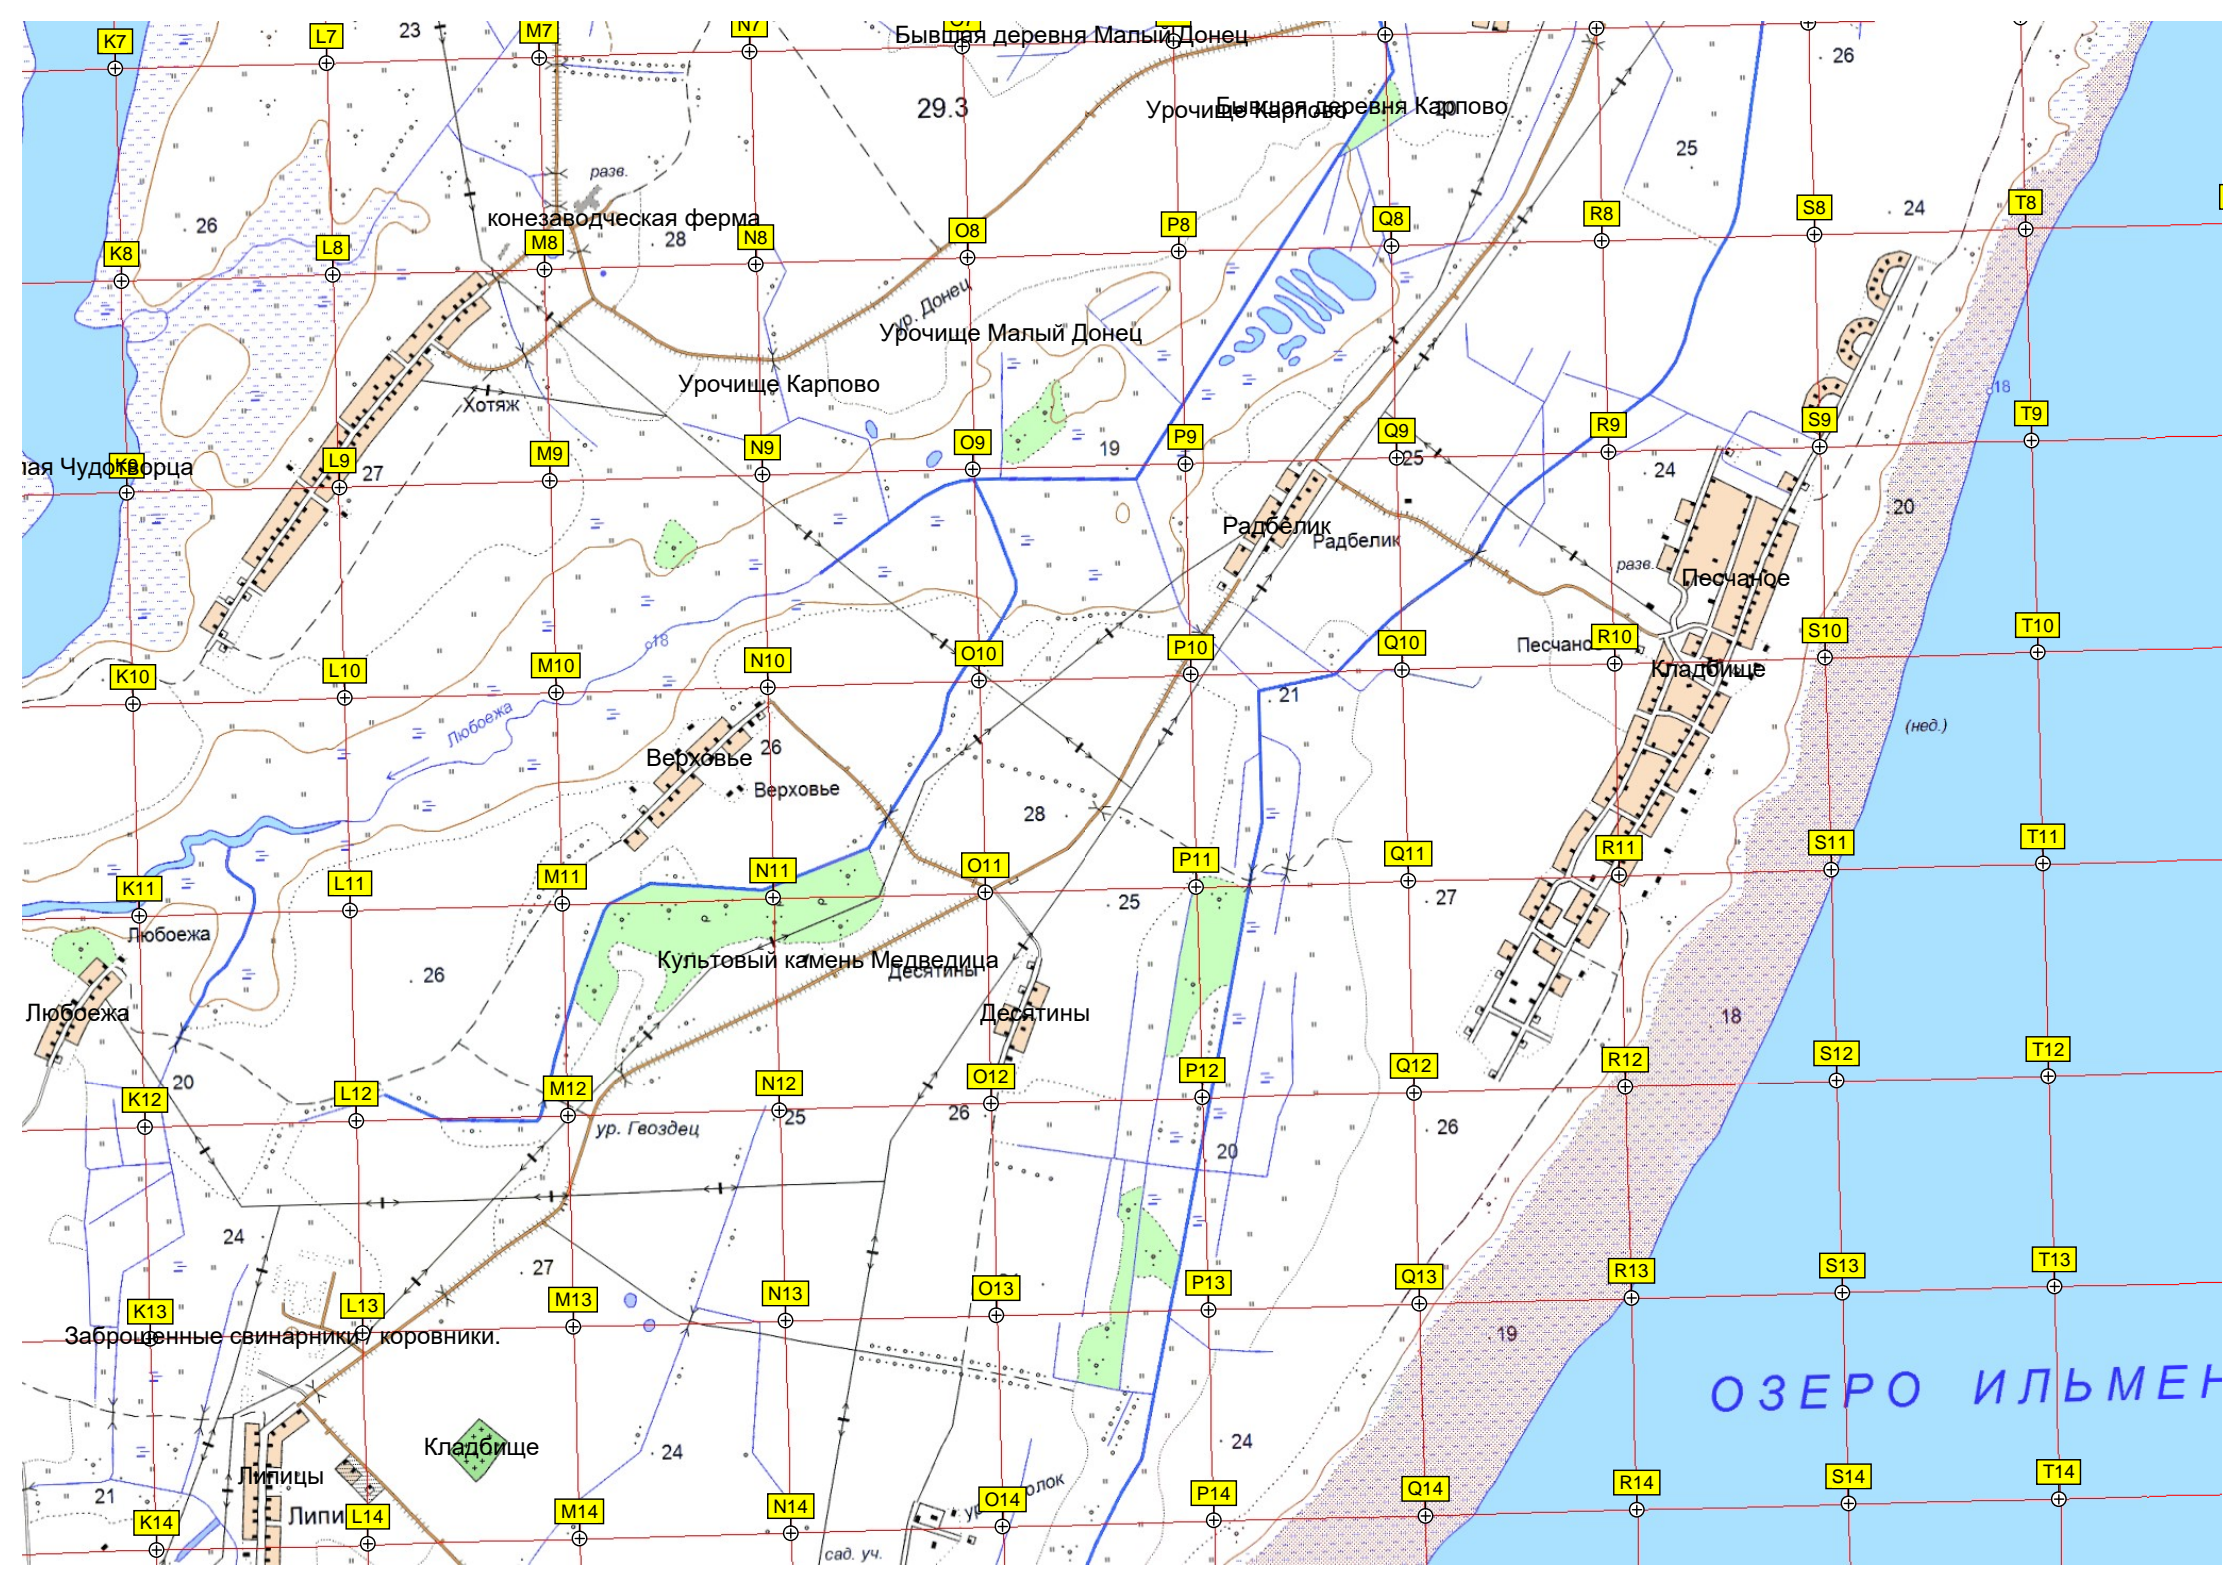 K7
L7
23
M7
N7
O7
Бывшая деревня Малый Донец
26
29.3
Урочище Карпово
Бывшая деревня Карпово
20
25
разв.
26
конезаводческая ферма
28
K8
L8
M8
N8
O8
P8
Q8
R8
S8
24
T8
ур. Донец
Урочище Малый Донец
Урочище Карпово
Хотяж
18
K9
лая Чудотворца
L9
27
M9
N9
O9
19
P9
Q9
25
R9
24
S9
T9
20
Радбелик
Радбелик
разв.
Песчаное
18
K10
L10
M10
N10
O10
P10
Q10
Песчано
R10
Кладбище
S10
T10
21
Любоежа
26
(нед.)
Верховье
Верховье
28
K11
L11
M11
N11
O11
P11
Q11
R11
S11
T11
25
27
Любоежа
26
Культовый камень Медведица
Десятины
Любоежа
Десятины
18
20
K12
L12
M12
N12
O12
P12
Q12
R12
S12
T12
ур. Гвоздец
25
26
26
20
24
27
K13
L13
M13
N13
O13
P13
Q13
R13
S13
T13
Заброшенные свинарники / коровники.
19
ОЗЕРО ИЛЬМЕН
Кладбище
24
24
Липицы
21
K14
Липи
L14
M14
N14
O14
P14
Q14
R14
S14
T14
сад. уч.